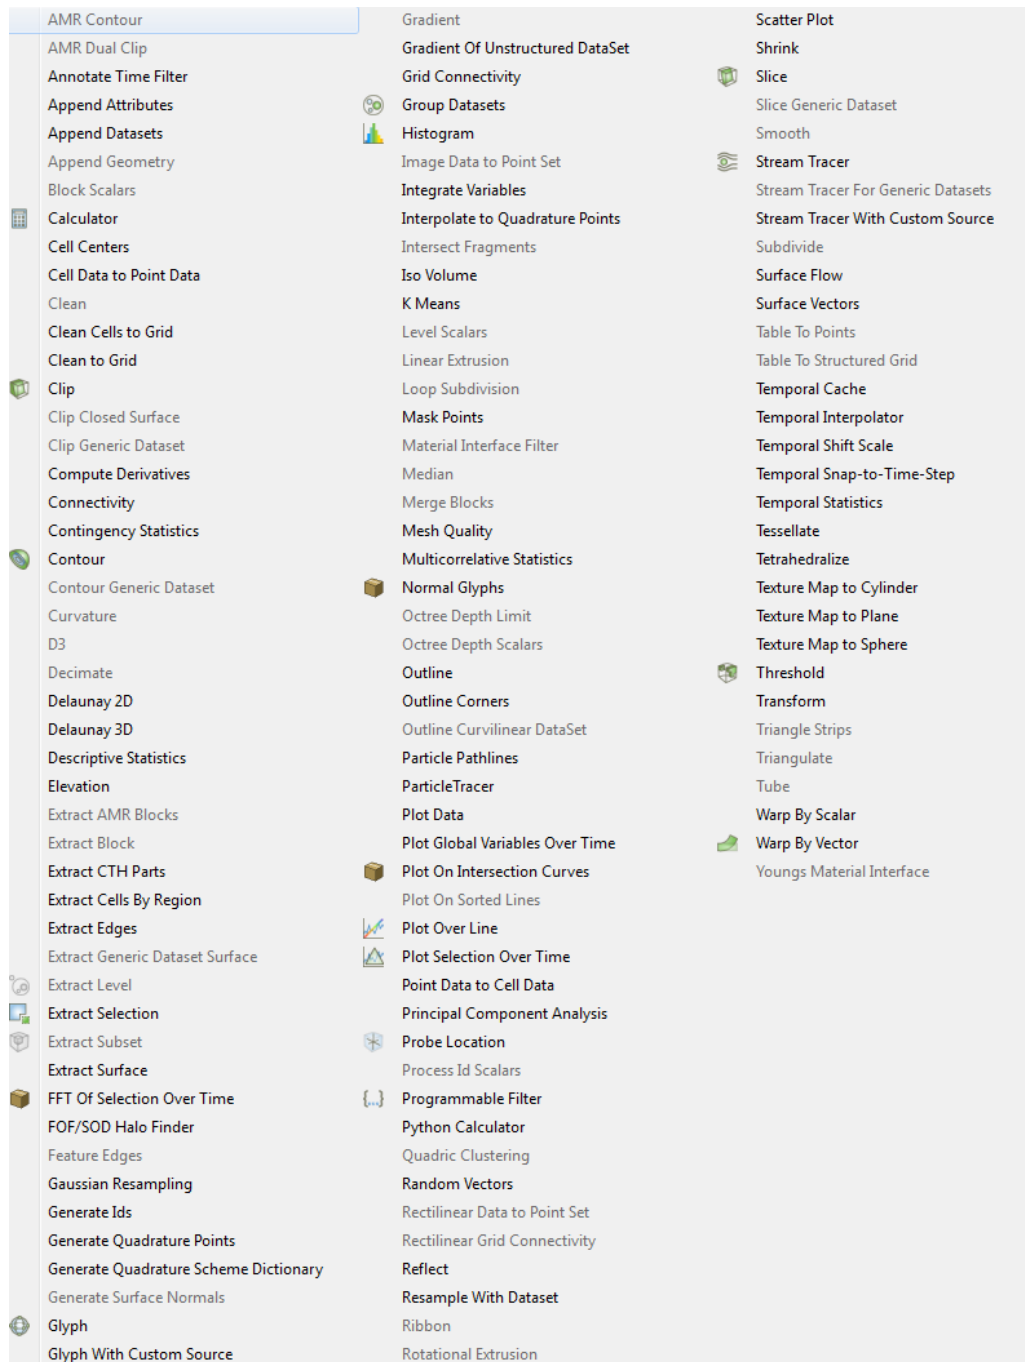 AMR Contour
AMR Dual Clip
Annotate Time Filter
Append Attributes
Append Datasets
Append Geometry
Block Scalars
Calculator
Cell Centers
Cell Data to Point Data
Clean
Clean Cells to Grid
Clean to Grid
Clip
Clip Closed Surface
Clip Generic Dataset
Compute Derivatives
Connectivity
Contingency Statistics
Contour
Contour Generic Dataset
Curvature
D3
Decimate
Delaunay 2D
Delaunay 3D
Descriptive Statistics
Elevation
Extract AMR Blocks
Extract Block
Extract CTH Parts
Extract Cells By Region
Extract Edges
Extract Generic Dataset Surface
Extract Level
Extract Selection
Extract Subset
Extract Surface
FFT Of Selection Over Time
FOF/SOD Halo Finder
Feature Edges
Gaussian Resampling
Generate Ids
Generate Quadrature Points
Generate Quadrature Scheme Dictionary
Generate Surface Normals
Glyph
Glyph With Custom Source
Gradient
Gradient Of Unstructured DataSet
Grid Connectivity
Group Datasets
Histogram
Image Data to Point Set
Integrate Variables
Interpolate to Quadrature Points
Intersect Fragments
Iso Volume
K Means
Level Scalars
Linear Extrusion
Loop Subdivision
Mask Points
Material Interface Filter
Median
Merge Blocks
Mesh Quality
Multicorrelative Statistics
Normal Glyphs
Octree Depth Limit
Octree Depth Scalars
Outline
Outline Corners
Outline Curvilinear DataSet
Particle Pathlines
ParticleTracer
Plot Data
Plot Global Variables Over Time
Plot On Intersection Curves
Plot On Sorted Lines
Plot Over Line
Plot Selection Over Time
Point Data to Cell Data
Principal Component Analysis
Probe Location
Process Id Scalars
Programmable Filter
Python Calculator
Quadric Clustering
Random Vectors
Rectilinear Data to Point Set
Rectilinear Grid Connectivity
Reflect
Resample With Dataset
Ribbon
Rotational Extrusion
Scatter Plot
Shrink
Slice
Slice Generic Dataset
Smooth
Stream Tracer
Stream Tracer For Generic Datasets
Stream Tracer With Custom Source
Subdivide
Surface Flow
Surface Vectors
Table To Points
Table To Structured Grid
Temporal Cache
Temporal Interpolator
Temporal Shift Scale
Temporal Snap-to-Time-Step
Temporal Statistics
Tessellate
Tetrahedralize
Texture Map to Cylinder
Texture Map to Plane
Texture Map to Sphere
Threshold
Transform
Triangle Strips
Triangulate
Tube
Warp By Scalar
Warp By Vector
Youngs Material Interface